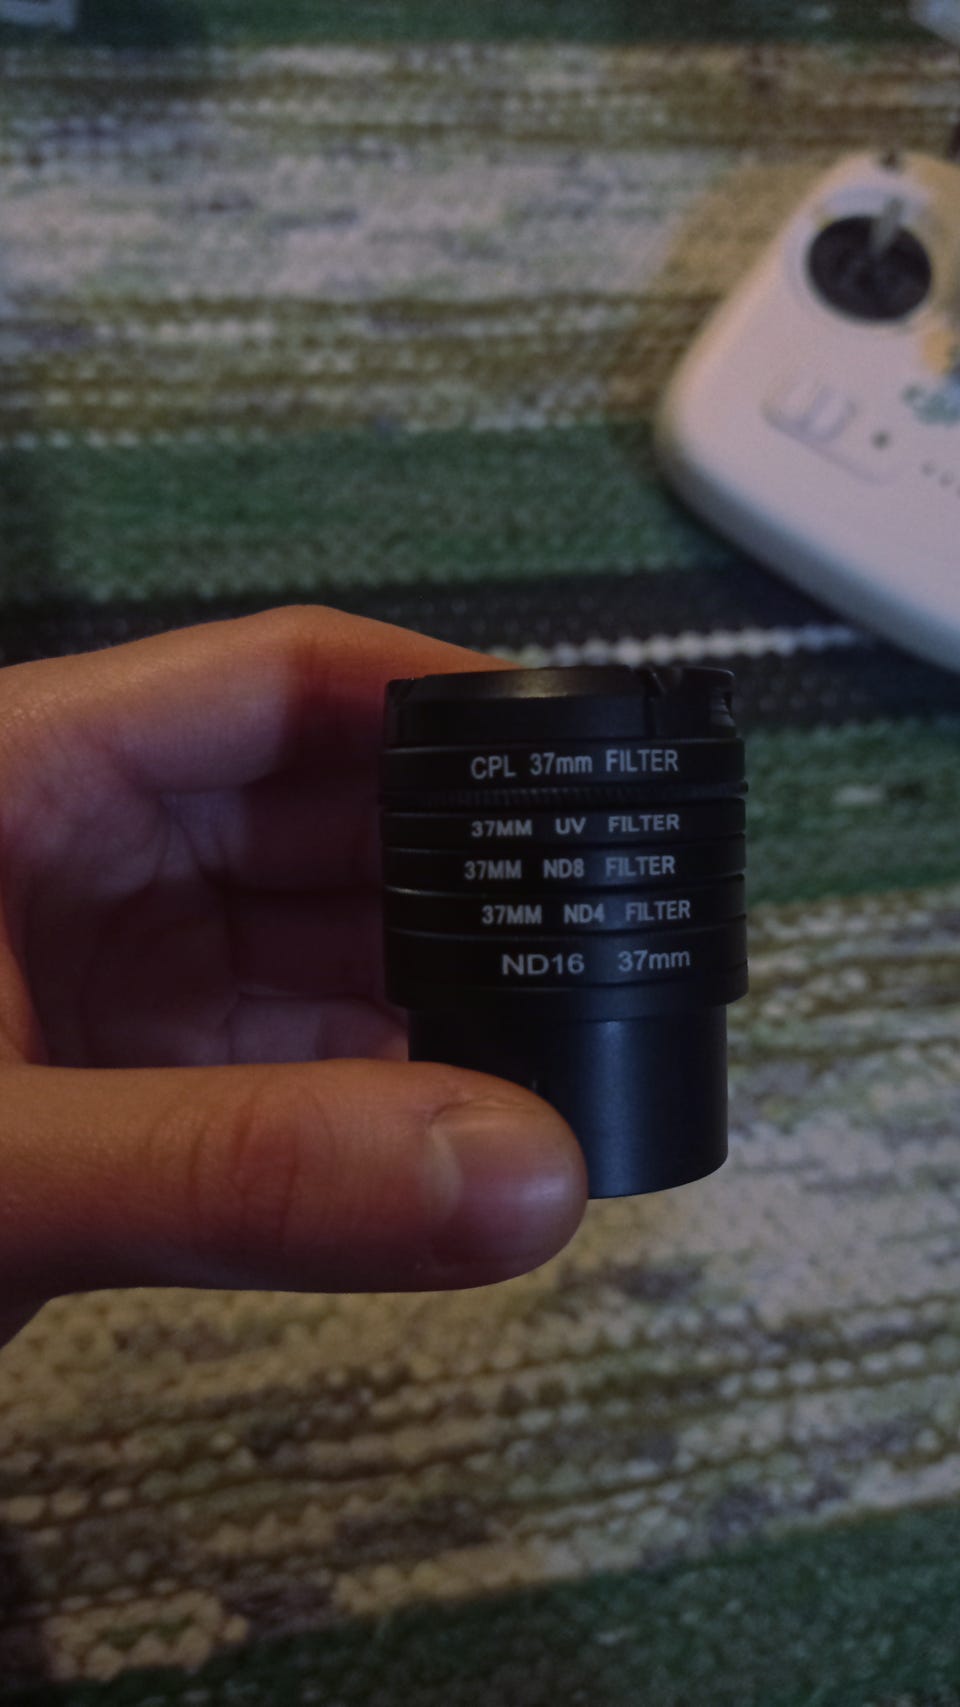 CPL 37mm FILTER
37MM UV FILTER
37MM ND8 FILTER
37MM ND4 FILTER
ND16 37mm